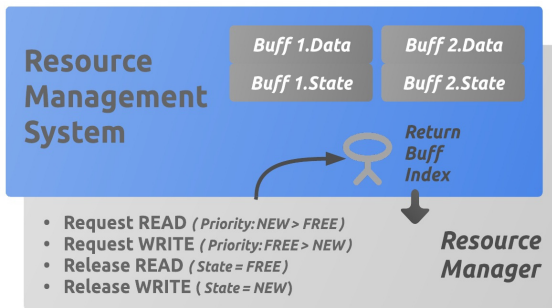 Resource
Management
System
Buff 1.Data
Buff 2.Data
Buff 1.State
Buff 2.State
Return
Buff
Index
• Request READ ( Priority: NEW > FREE )
• Request WRITE ( Priority: FREE > NEW )
• Release READ ( State = FREE )
• Release WRITE ( State = NEW)
Resource
Manager